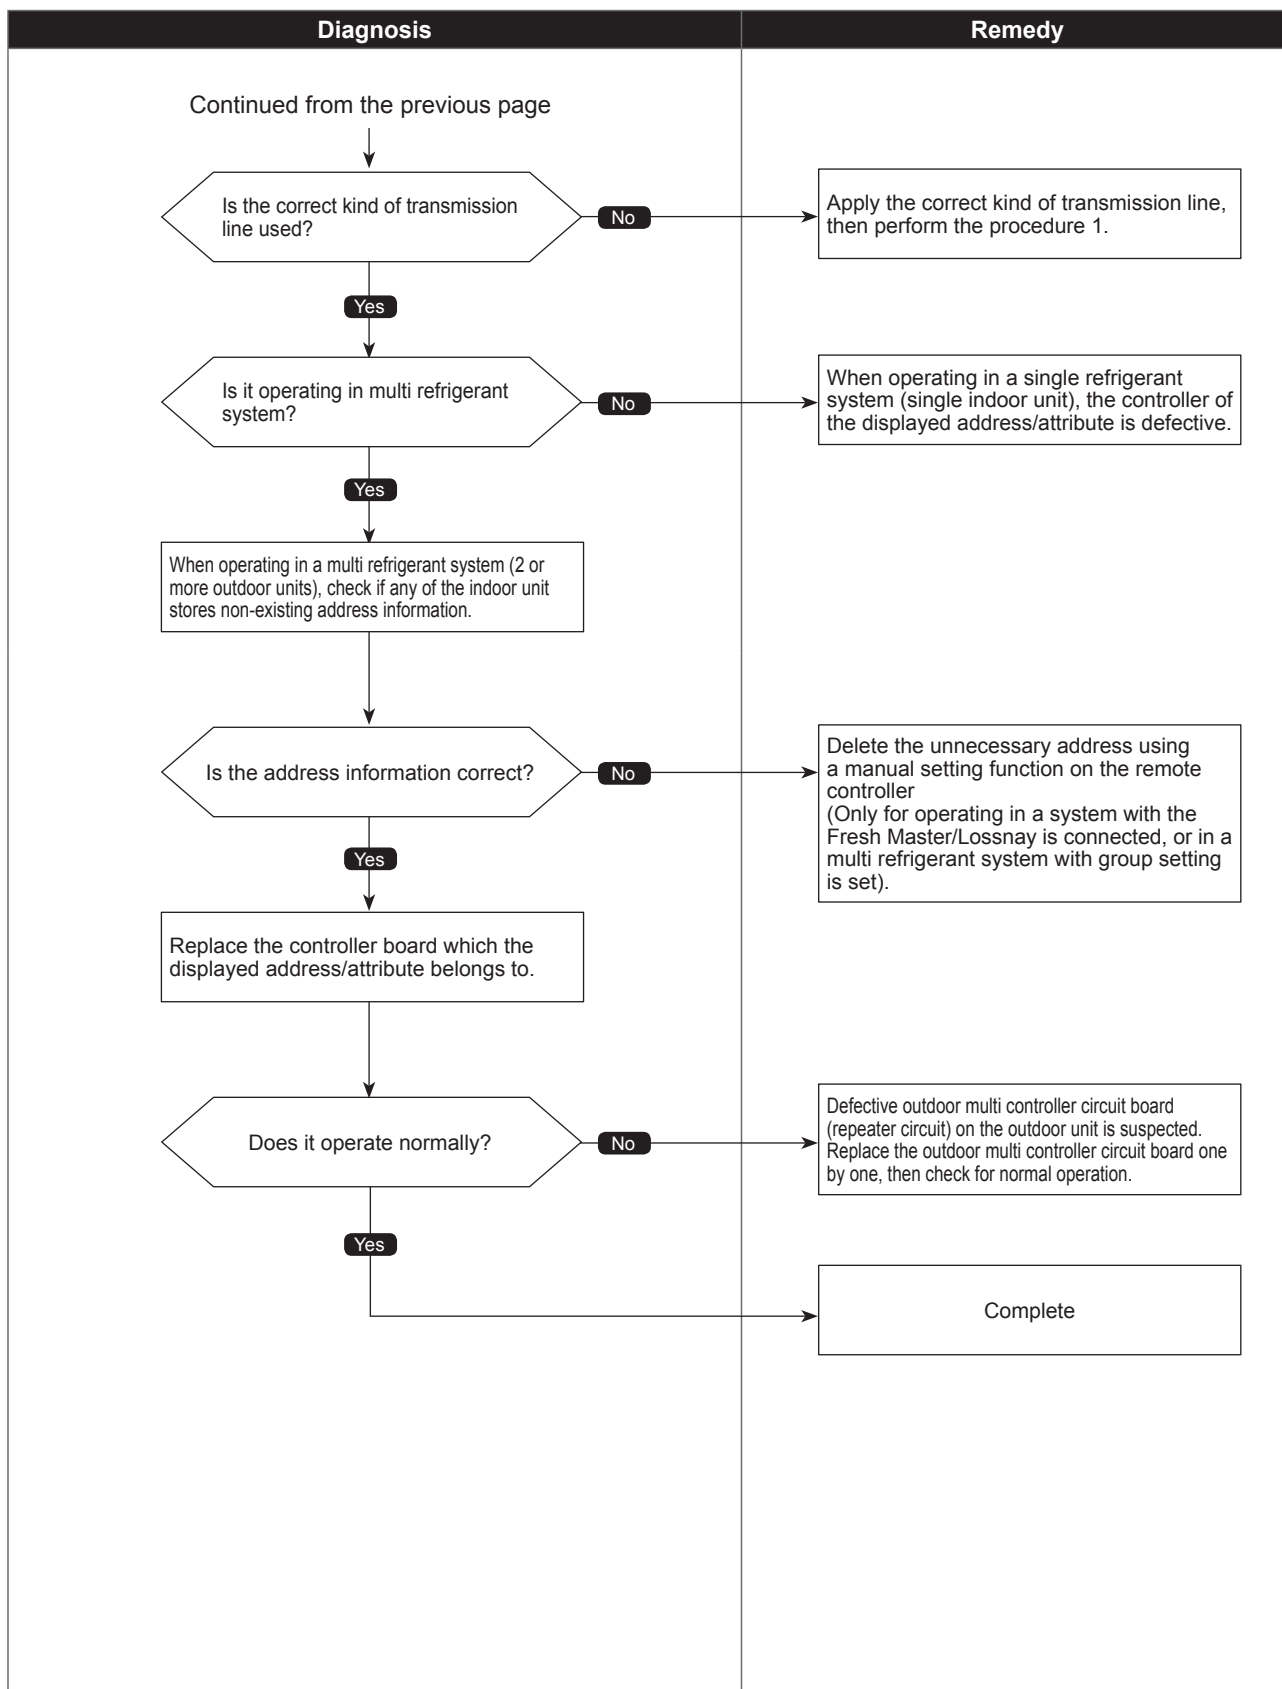 Diagnosis
Remedy
Continued from the previous page
Is the correct kind of transmission
line used?
No
Apply the correct kind of transmission line,
then perform the procedure 1.
Yes
Is it operating in multi refrigerant
system?
No
When operating in a single refrigerant
system (single indoor unit), the controller of
the displayed address/attribute is defective.
Yes
When operating in a multi refrigerant system (2 or
more outdoor units), check if any of the indoor unit
stores non-existing address information.
Is the address information correct?
No
Delete the unnecessary address using
a manual setting function on the remote
controller
(Only for operating in a system with the
Fresh Master/Lossnay is connected, or in a
multi refrigerant system with group setting
is set).
Yes
Replace the controller board which the
displayed address/attribute belongs to.
Does it operate normally?
No
Defective outdoor multi controller circuit board
(repeater circuit) on the outdoor unit is suspected.
Replace the outdoor multi controller circuit board one
by one, then check for normal operation.
Yes
Complete